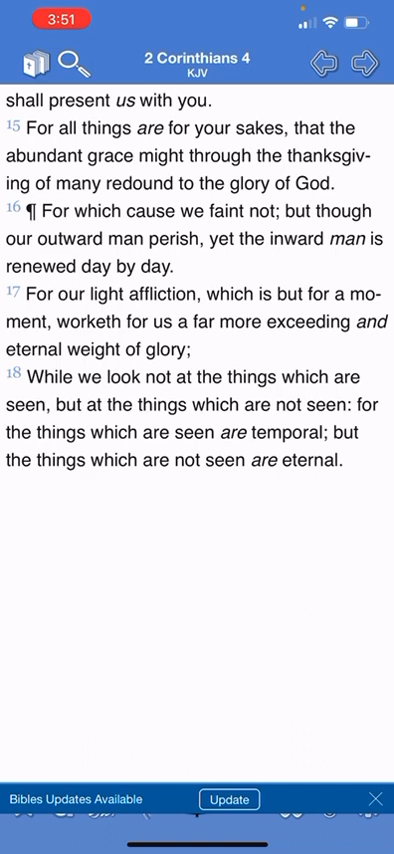 3:51
2 Corinthians 4
KJV
shall present us with you.
15 For all things are for your sakes, that the
abundant grace might through the thanksgiv-
ing of many redound to the glory of God.
16 ¶ For which cause we faint not; but though
our outward man perish, yet the inward man is
renewed day by day.
17 For our light affliction, which is but for a mo-
ment, worketh for us a far more exceeding and
eternal weight of glory;
18 While we look not at the things which are
seen, but at the things which are not seen: for
the things which are seen are temporal; but
the things which are not seen are eternal.
Bibles Updates Available
Update